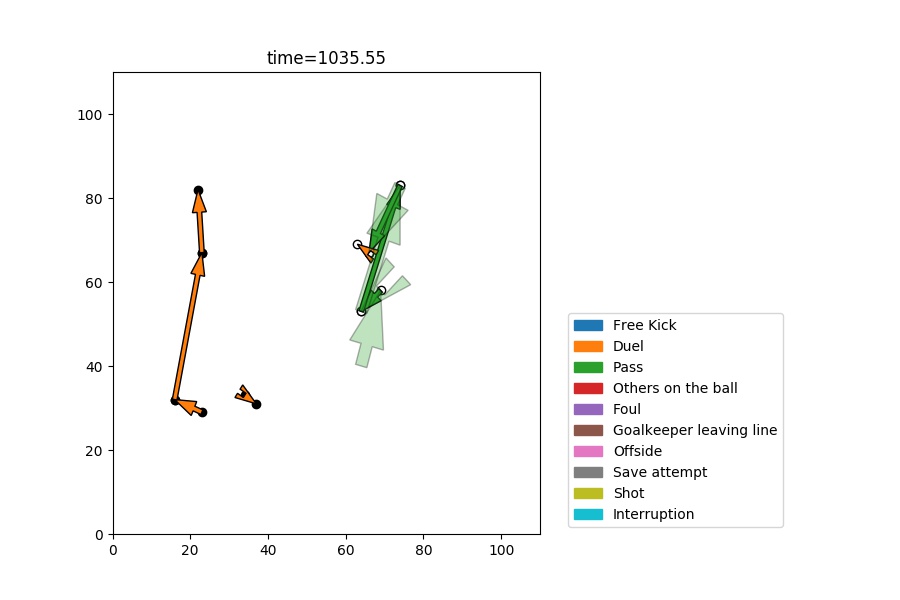 time=1035.55
100
80
60
40
20
0
0 20 40 60 80 100
Free Kick
Duel
Pass
Others on the ball
Foul
Goalkeeper leaving line
Offside
Save attempt
Shot
Interruption